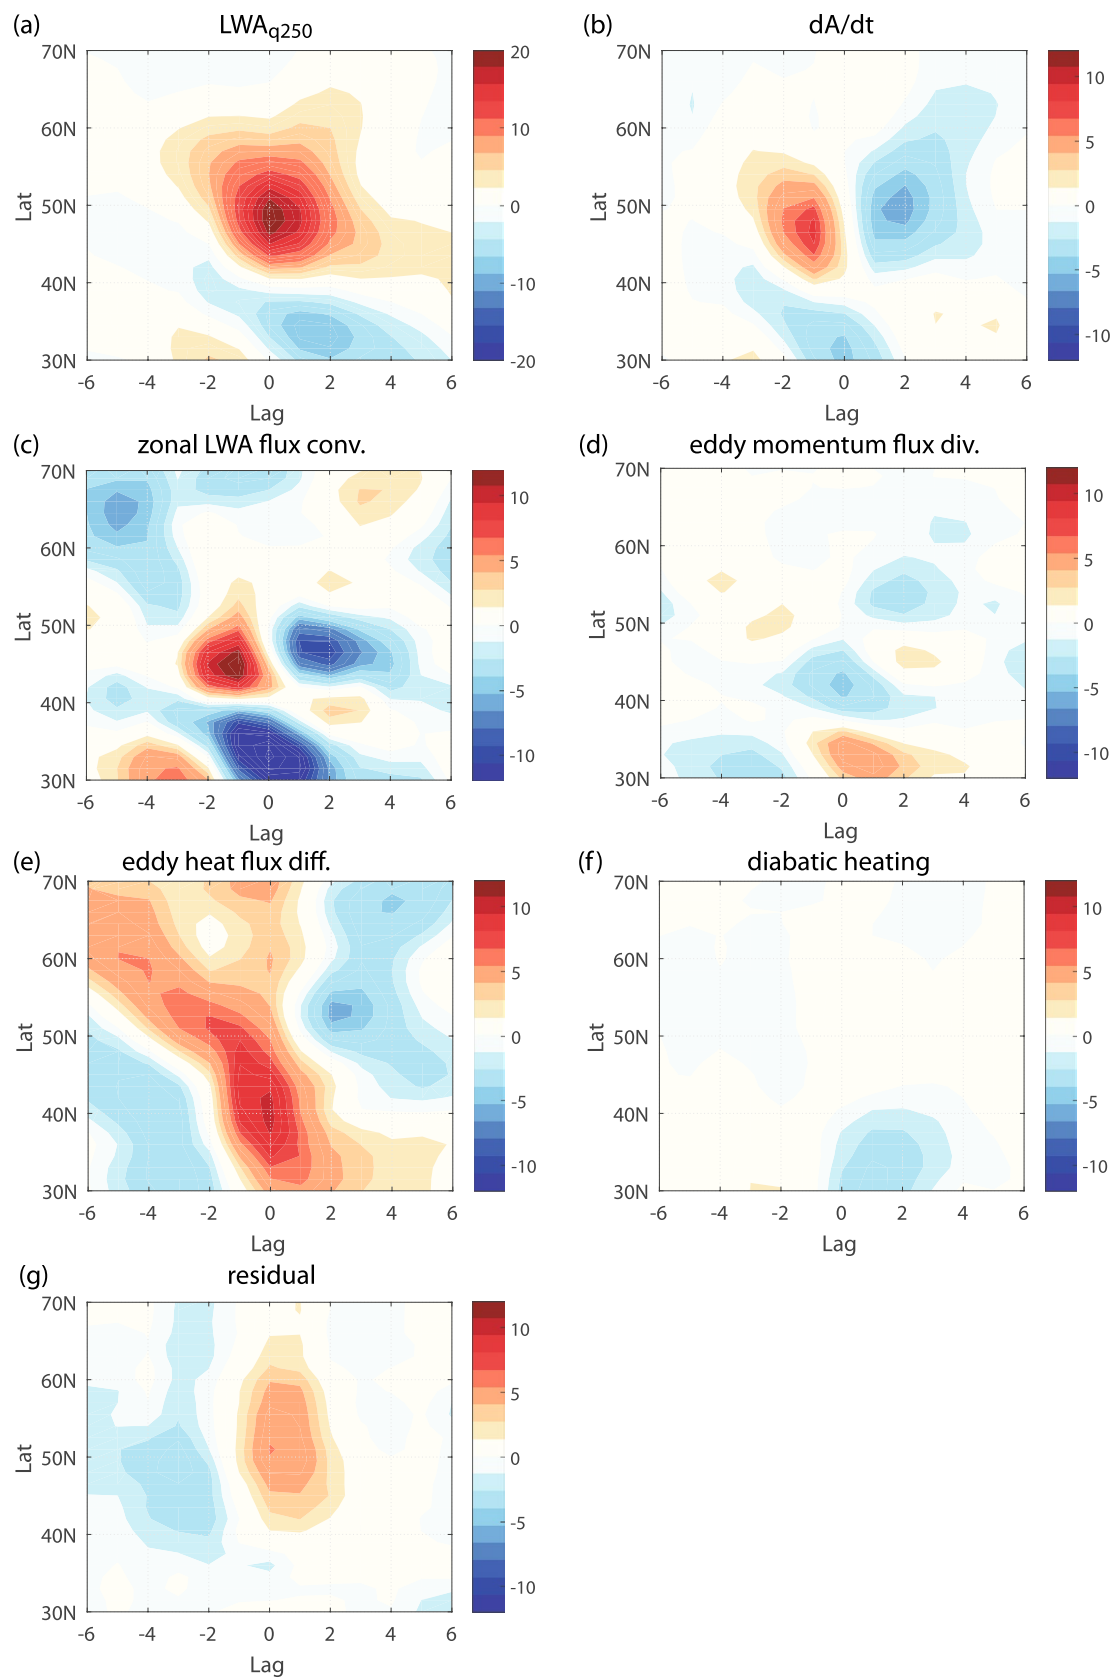 (a) LWAq250
70N
60N
50N
40N
30N
Lat
-6 -4 -2 0 2 4 6
Lag
20
10
0
-10
-20
(b) dA/dt
70N
60N
50N
40N
30N
Lat
-6 -4 -2 0 2 4 6
Lag
10
5
0
-5
-10
(c) zonal LWA flux conv.
70N
60N
50N
40N
30N
Lat
-6 -4 -2 0 2 4 6
Lag
10
5
0
-5
-10
(d) eddy momentum flux div.
70N
60N
50N
40N
30N
Lat
-6 -4 -2 0 2 4 6
Lag
10
5
0
-5
-10
(e) eddy heat flux diff.
70N
60N
50N
40N
30N
Lat
-6 -4 -2 0 2 4 6
Lag
10
5
0
-5
-10
(f) diabatic heating
70N
60N
50N
40N
30N
Lat
-6 -4 -2 0 2 4 6
Lag
10
5
0
-5
-10
(g) residual
70N
60N
50N
40N
30N
Lat
-6 -4 -2 0 2 4 6
Lag
10
5
0
-5
-10